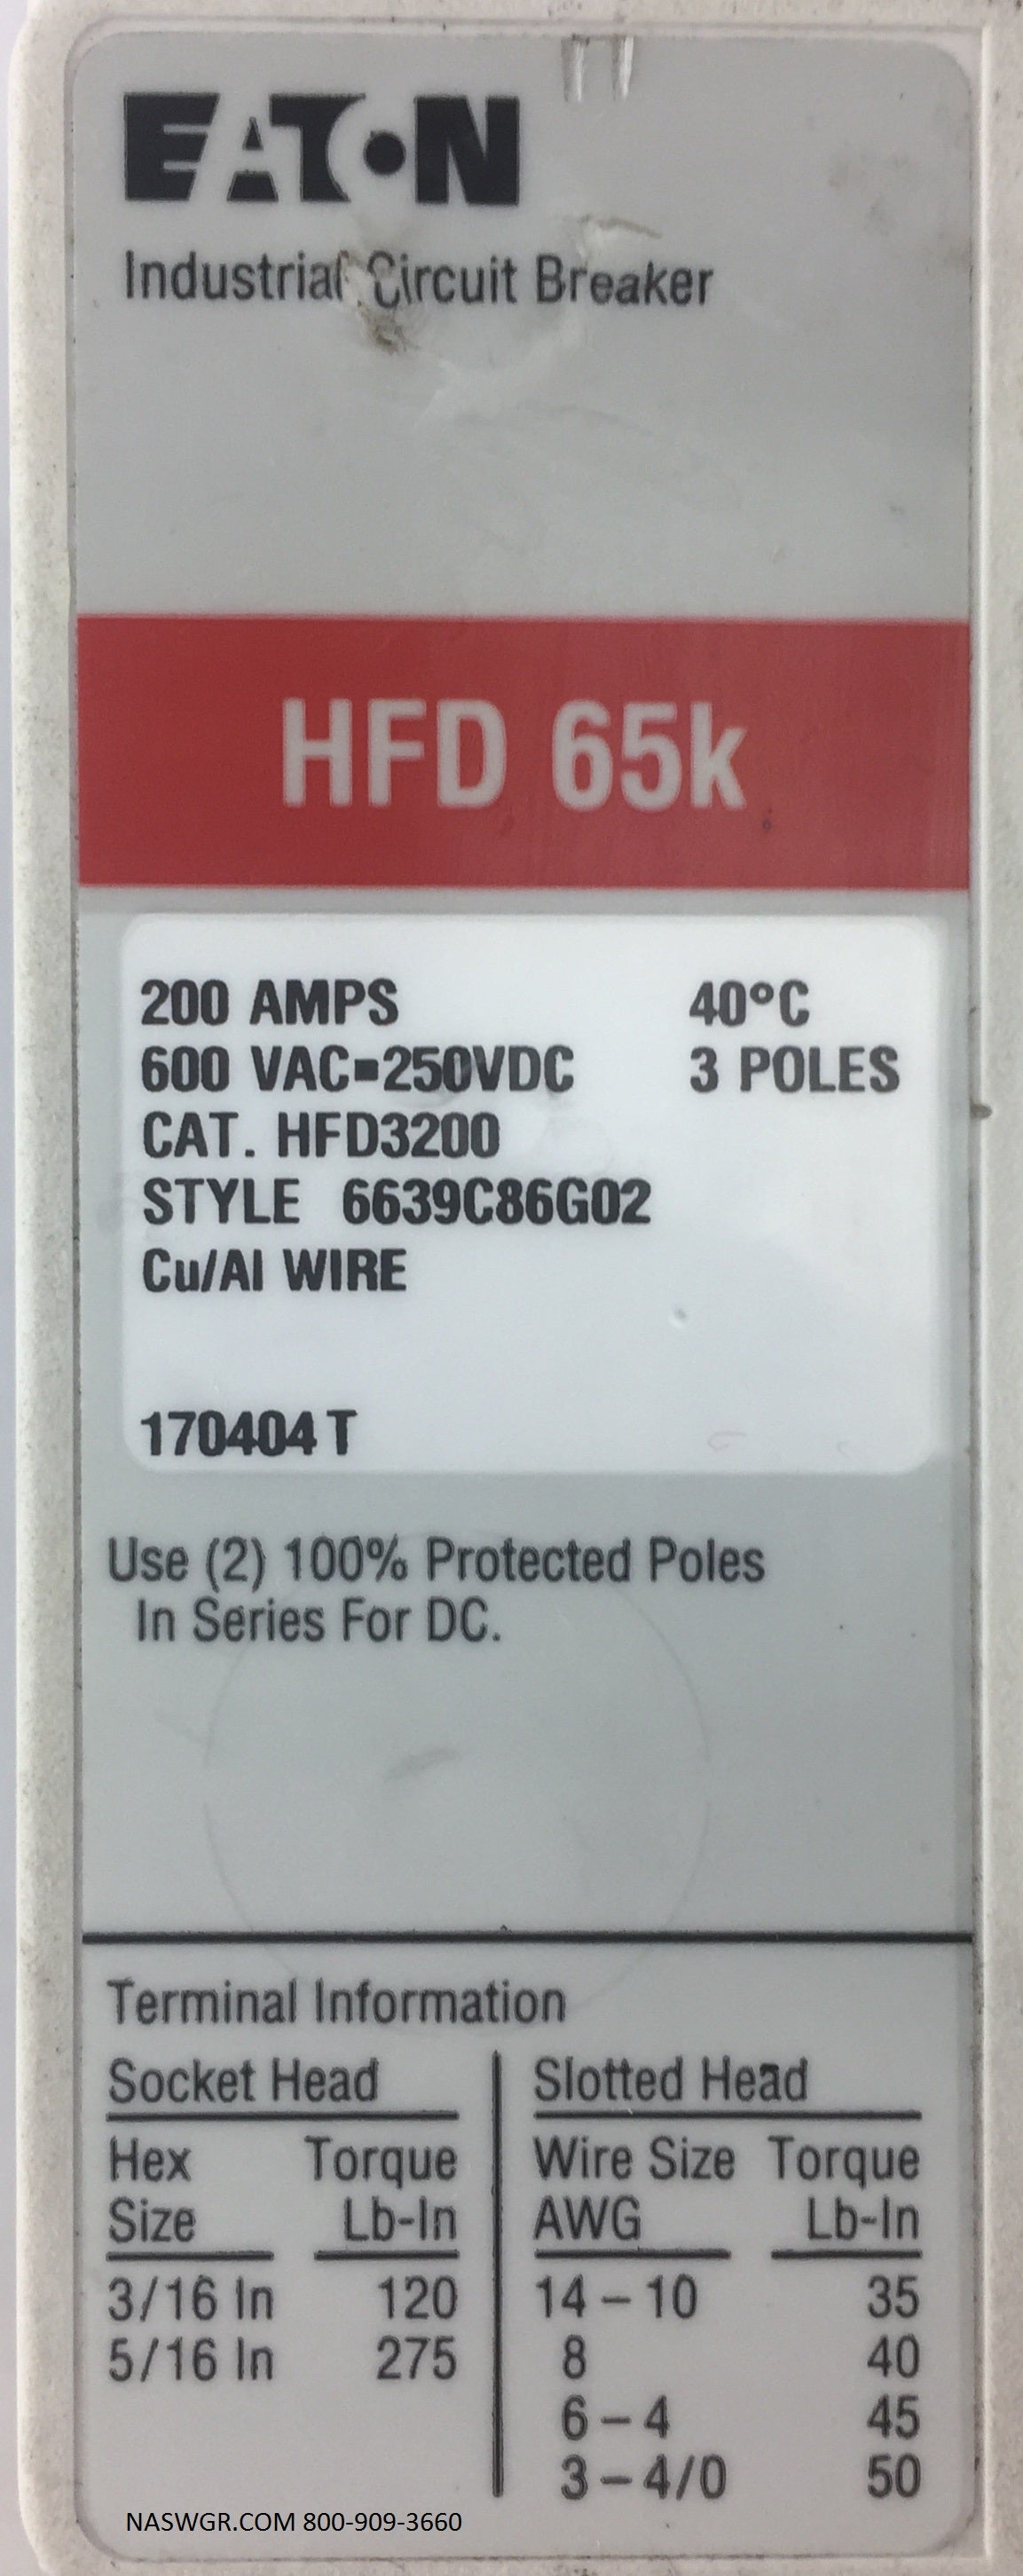 EATON
Industrial Circuit Breaker
HFD 65k
200 AMPS 40°C
600 VAC▪250VDC 3 POLES
CAT. HFD3200
STYLE 6639C86G02
Cu/Al WIRE
170404 T
Use (2) 100% Protected Poles
In Series For DC.
Terminal Information
Socket Head Slotted Head
Hex Torque Wire Size Torque
Size Lb-In AWG Lb-In
3/16 In 120 14 – 10 35
5/16 In 275 8 40
6 – 4 45
3 – 4/0 50
NASWGR.COM 800-909-3660